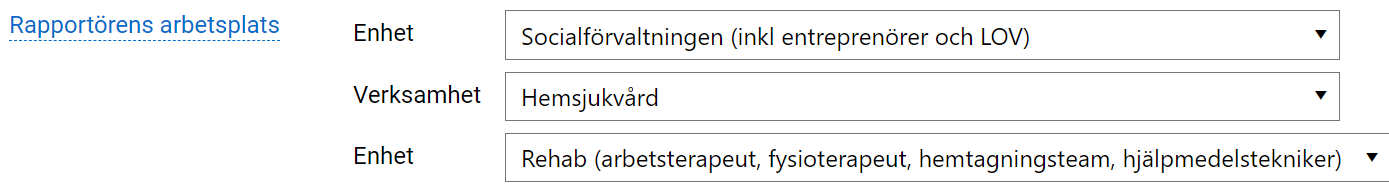 Rapportörens arbetsplats
Enhet
Socialförvaltningen (inkl entreprenörer och LOV)
Verksamhet
Hemsjukvård
Enhet
Rehab (arbetsterapeut, fysioterapeut, hemtagningsteam, hjälpmedelstekniker)